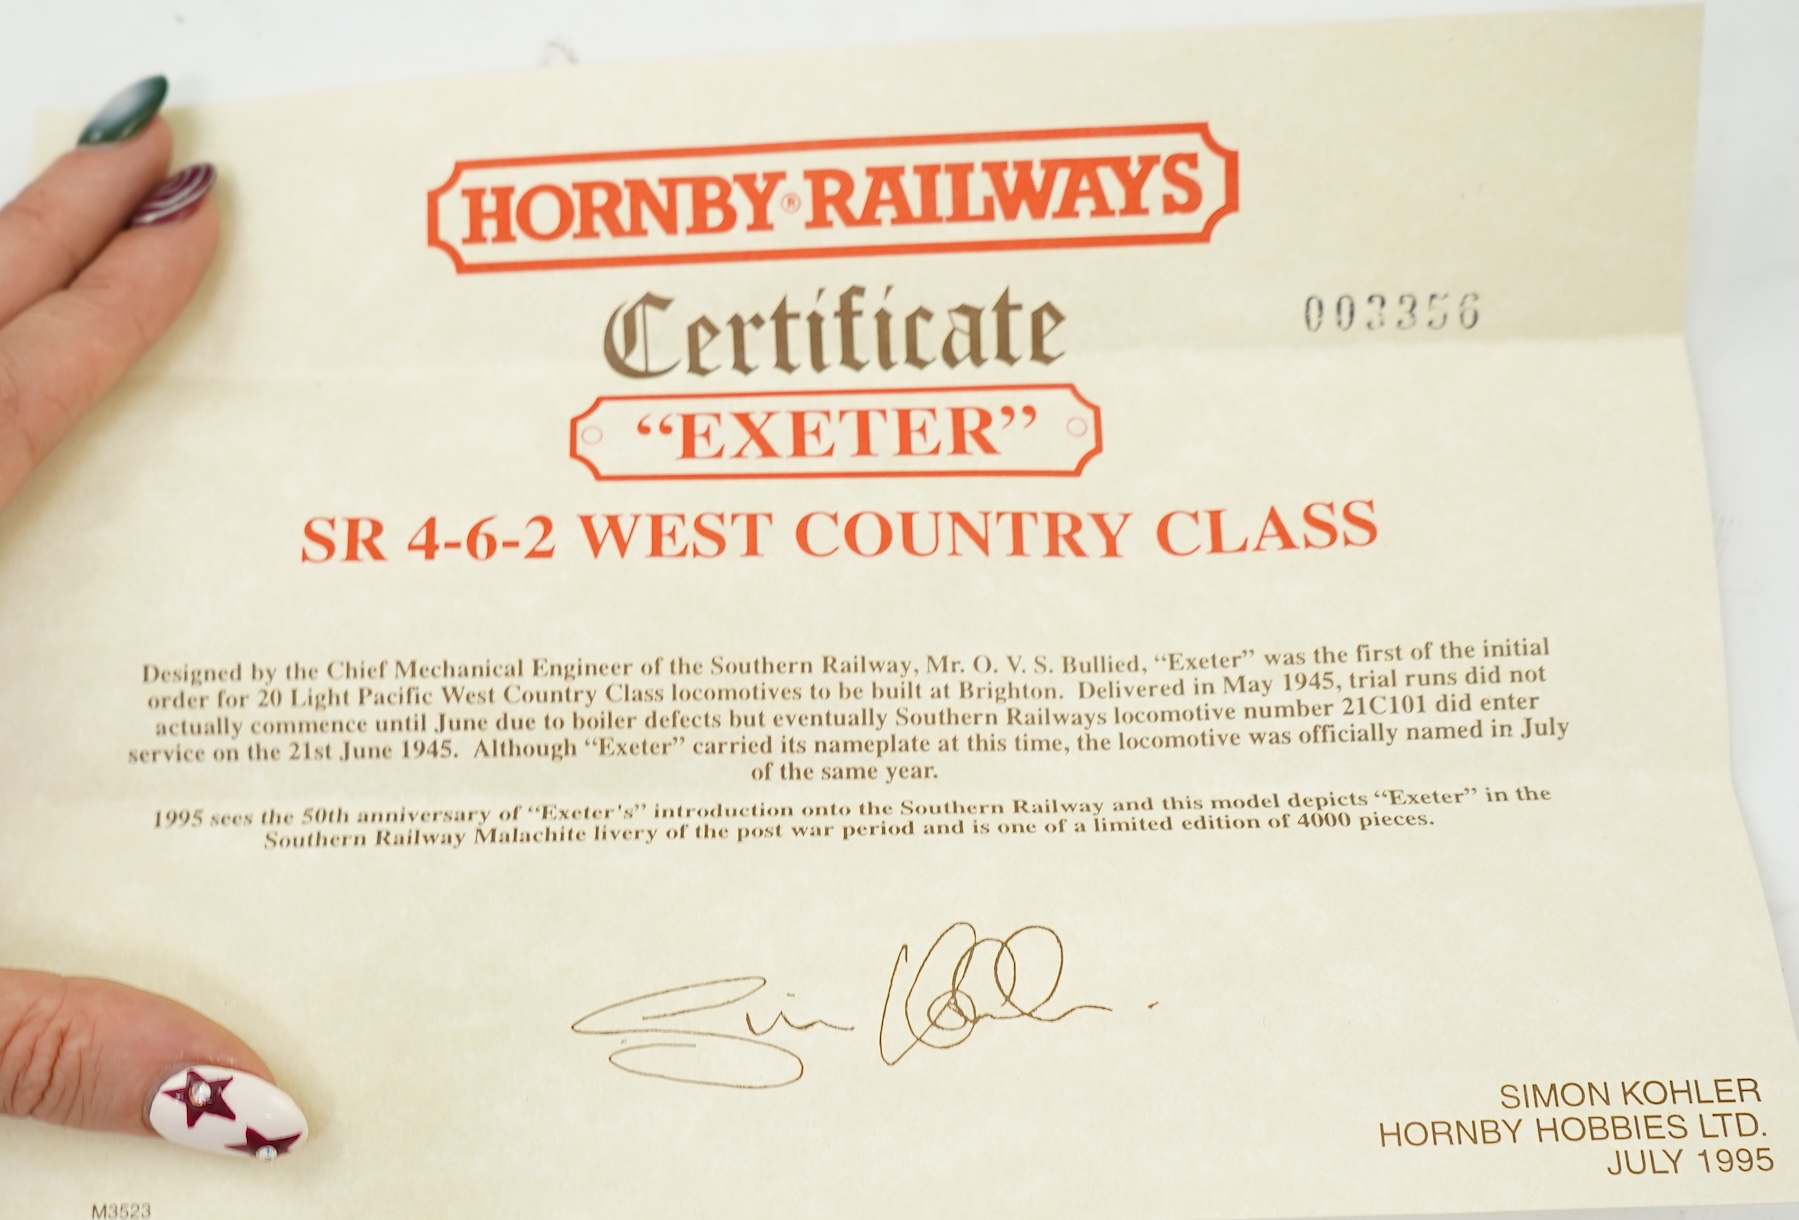 HORNBY® RAILWAYS
Certificate
003356
“EXETER”
SR 4-6-2 WEST COUNTRY CLASS
Designed by the Chief Mechanical Engineer of the Southern Railway, Mr. O. V. S. Bullied, “Exeter” was the first of the initial
order for 20 Light Pacific West Country Class locomotives to be built at Brighton. Delivered in May 1945, trial runs did not
actually commence until June due to boiler defects but eventually Southern Railways locomotive number 21C101 did enter
service on the 21st June 1945. Although “Exeter” carried its nameplate at this time, the locomotive was officially named in July
of the same year.
1995 sees the 50th anniversary of “Exeter's” introduction onto the Southern Railway and this model depicts “Exeter” in the
Southern Railway Malachite livery of the post war period and is one of a limited edition of 4000 pieces.
SIMON KOHLER
HORNBY HOBBIES LTD.
JULY 1995
M3523